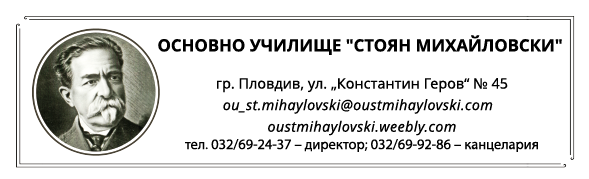 ОСНОВНО УЧИЛИЩЕ "СТОЯН МИХАЙЛОВСКИ"
гр. Пловдив, ул. „Константин Геров“ № 45
ou_st.mihaylovski@oustmihaylovski.com
oustmihaylovski.weebly.com
тел. 032/69-24-37 – директор; 032/69-92-86 – канцелария